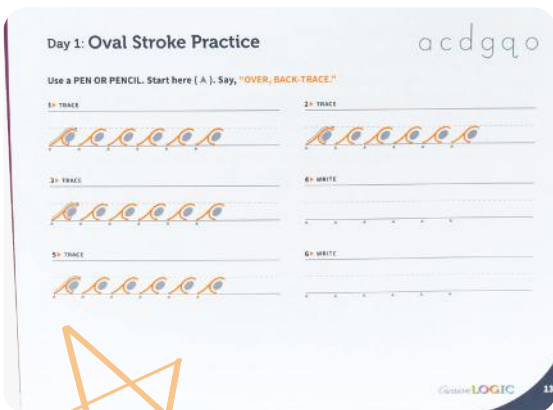 Day 1: Oval Stroke Practice
a c d g q o
Use a PEN OR PENCIL. Start here ( A ). Say, "OVER, BACK-TRACE."
1▸ TRACE
2▸ TRACE
3▸ TRACE
4▸ WRITE
5▸ TRACE
6▸ WRITE
Cursive LOGIC
13